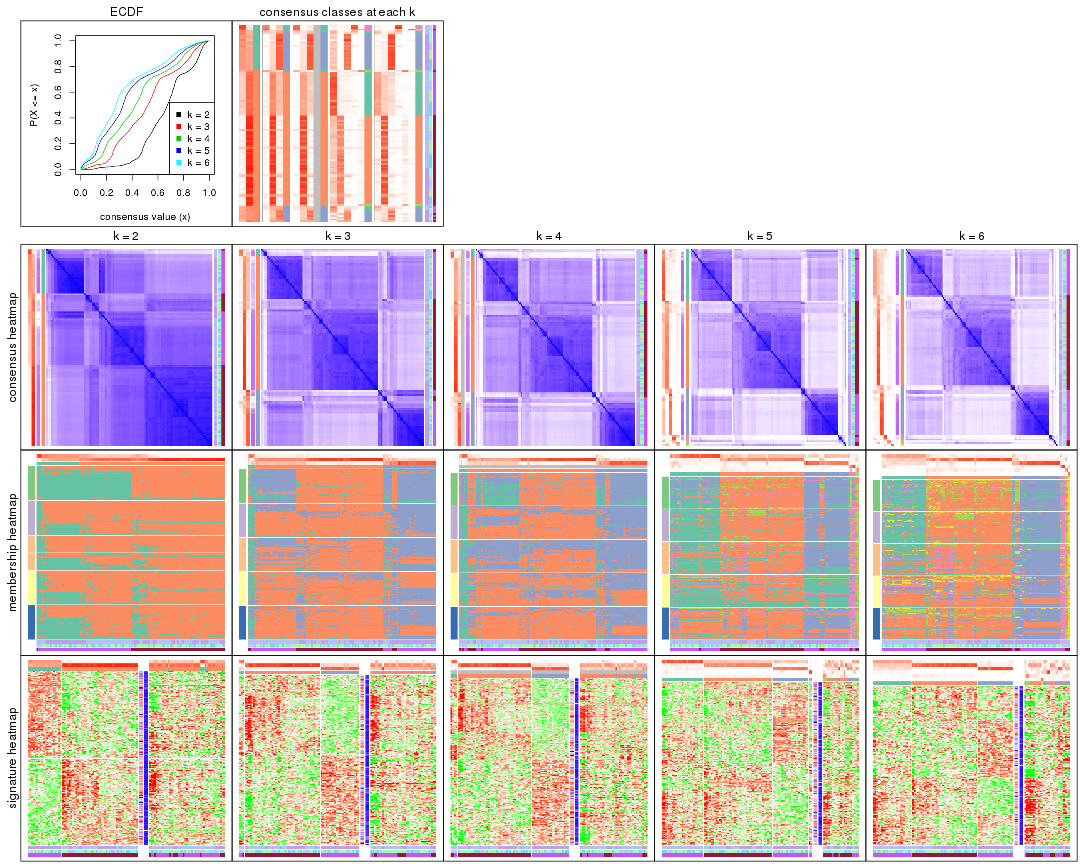 ECDF
consensus classes at each k
P(X <= x)
0.0 0.2 0.4 0.6 0.8 1.0
k = 2
k = 3
k = 4
k = 5
k = 6
0.0 0.2 0.4 0.6 0.8 1.0
consensus value (x)
k = 2 k = 3 k = 4 k = 5 k = 6
consensus heatmap
membership heatmap
signature heatmap